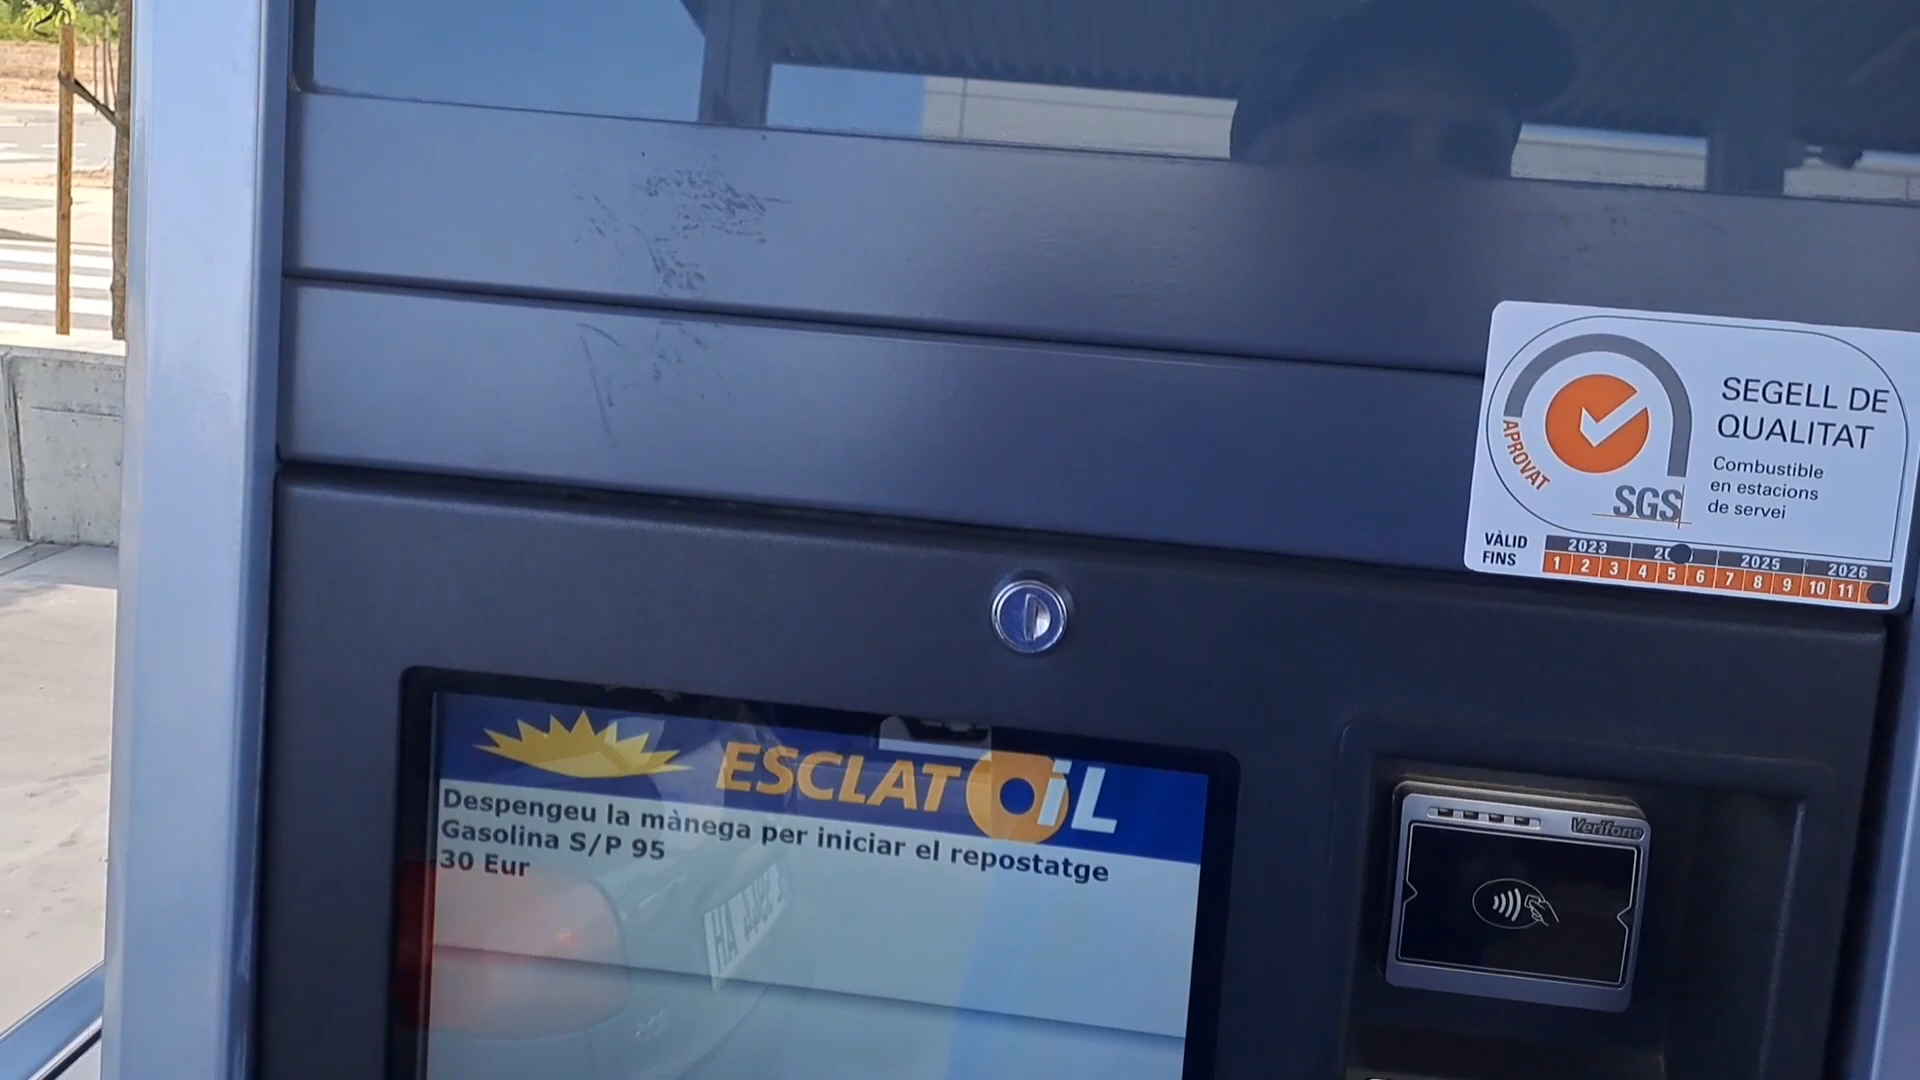 SEGELL DE
QUALITAT
Combustible
en estacions
de servei
APROVAT
SGS
VÀLID
FINS
2023 2025 2026
1 2 3 4 5 6 7 8 9 10 11
ESCLAT OiL
Despengeu la mànega per iniciar el repostatge
Gasolina S/P 95
30 Eur
Verifone